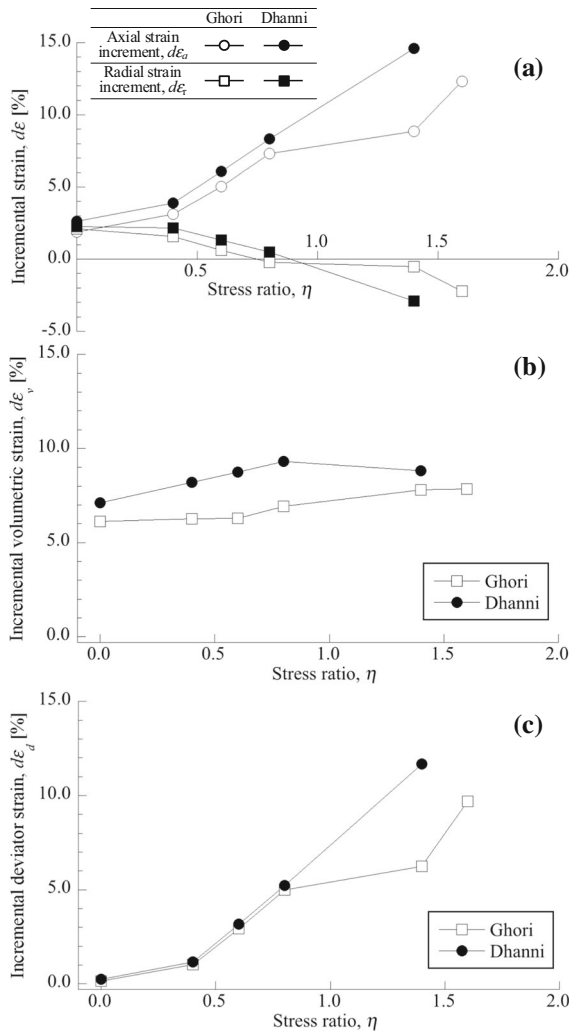 Ghori Dhanni
Axial strain
increment, dεa
Radial strain
increment, dεr
(a)
Incremental strain, dε [%]
15.0
10.0
5.0
0.0
-5.0
0.5
1.0
1.5
2.0
Stress ratio, η
(b)
Incremental volumetric strain, dεv [%]
15.0
10.0
5.0
0.0
Ghori
Dhanni
0.0 0.5 1.0 1.5 2.0
Stress ratio, η
(c)
Incremental deviator strain, dεd [%]
15.0
10.0
5.0
0.0
Ghori
Dhanni
0.0 0.5 1.0 1.5 2.0
Stress ratio, η